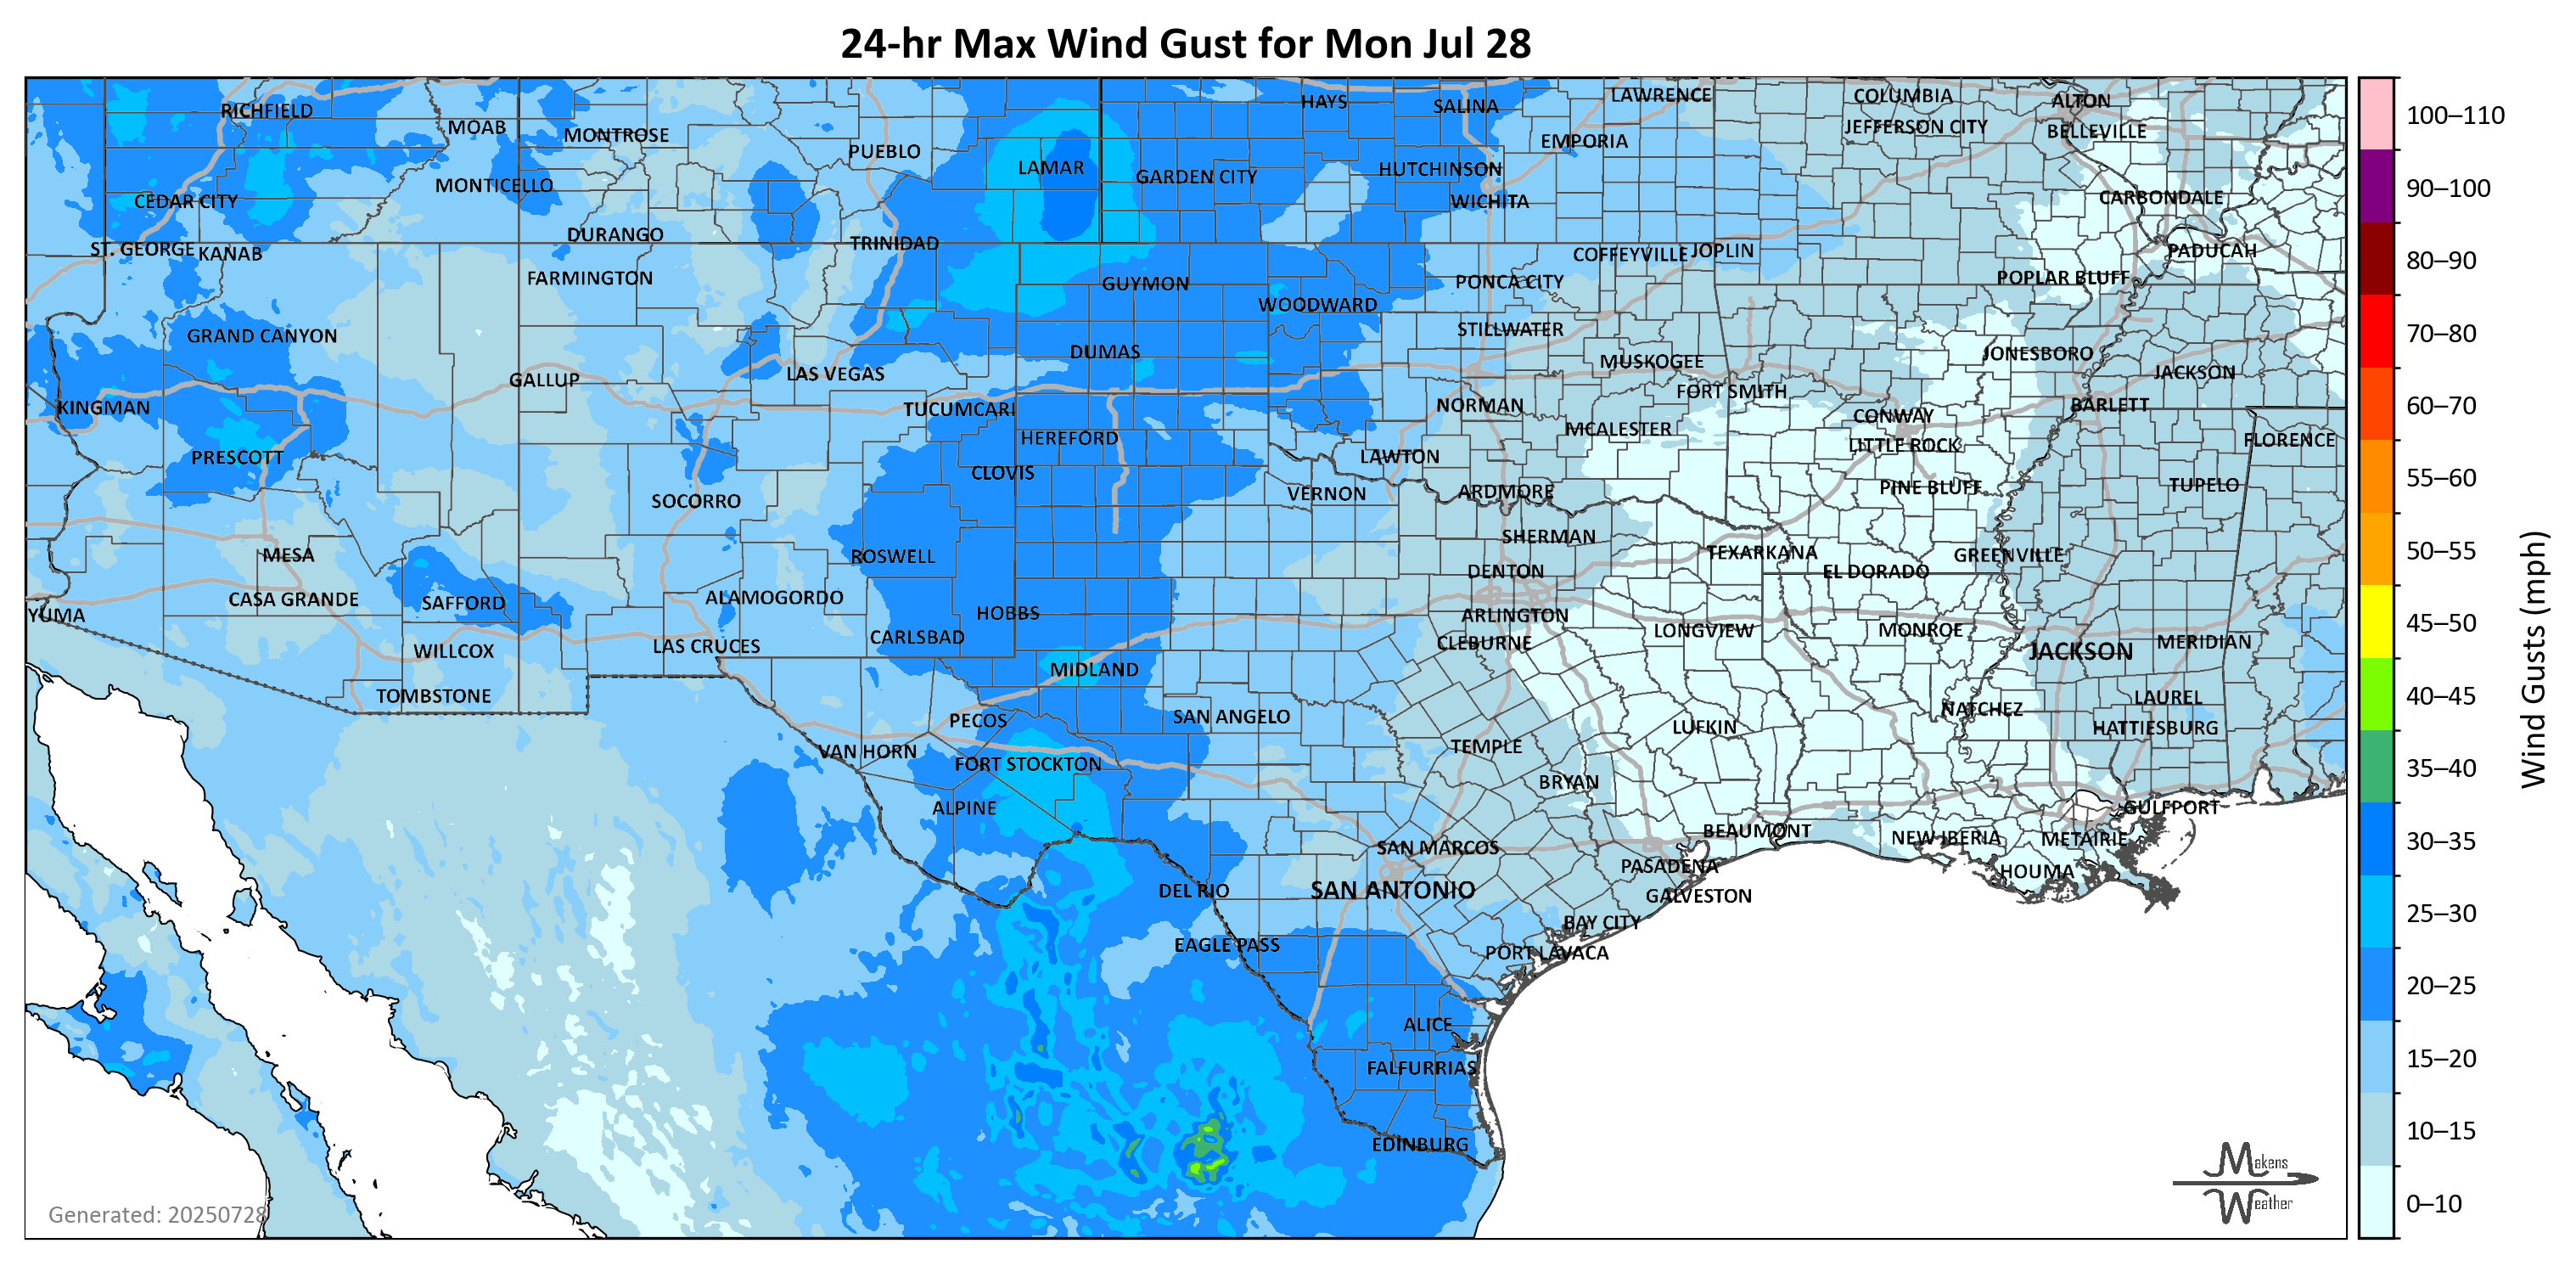 24-hr Max Wind Gust for Mon Jul 28
RICHFIELD
MOAB
MONTROSE
PUEBLO
LAMAR
HAYS
SALINA
LAWRENCE
EMPORIA
COLUMBIA
JEFFERSON CITY
ALTON
BELLEVILLE
CEDAR CITY
MONTICELLO
GARDEN CITY
HUTCHINSON
WICHITA
CARBONDALE
ST. GEORGE
KANAB
DURANGO
TRINIDAD
COFFEYVILLE
JOPLIN
PADUCAH
FARMINGTON
GUYMON
WOODWARD
PONCA CITY
POPLAR BLUFF
GRAND CANYON
DUMAS
STILLWATER
MUSKOGEE
JONESBORO
JACKSON
GALLUP
LAS VEGAS
FORT SMITH
KINGMAN
TUCUMCARI
NORMAN
CONWAY
BARLETT
HEREFORD
MCALESTER
LITTLE ROCK
FLORENCE
PRESCOTT
CLOVIS
LAWTON
SOCORRO
VERNON
ARDMORE
PINE BLUFF
TUPELO
MESA
ROSWELL
SHERMAN
TEXARKANA
GREENVILLE
DENTON
EL DORADO
YUMA
CASA GRANDE
SAFFORD
ALAMOGORDO
HOBBS
ARLINGTON
WILLCOX
LAS CRUCES
CARLSBAD
CLEBURNE
LONGVIEW
MONROE
JACKSON
MERIDIAN
TOMBSTONE
MIDLAND
PECOS
SAN ANGELO
LUFKIN
NATCHEZ
LAUREL
HATTIESBURG
VAN HORN
FORT STOCKTON
TEMPLE
BRYAN
ALPINE
GULFPORT
SAN MARCOS
BEAUMONT
NEW IBERIA
METAIRIE
DEL RIO
SAN ANTONIO
PASADENA
GALVESTON
HOUMA
EAGLE PASS
BAY CITY
PORT LAVACA
ALICE
FALFURRIAS
EDINBURG
Generated: 20250728
Makens
Weather
100–110
90–100
80–90
70–80
60–70
55–60
50–55
45–50
40–45
35–40
30–35
25–30
20–25
15–20
10–15
0–10
Wind Gusts (mph)